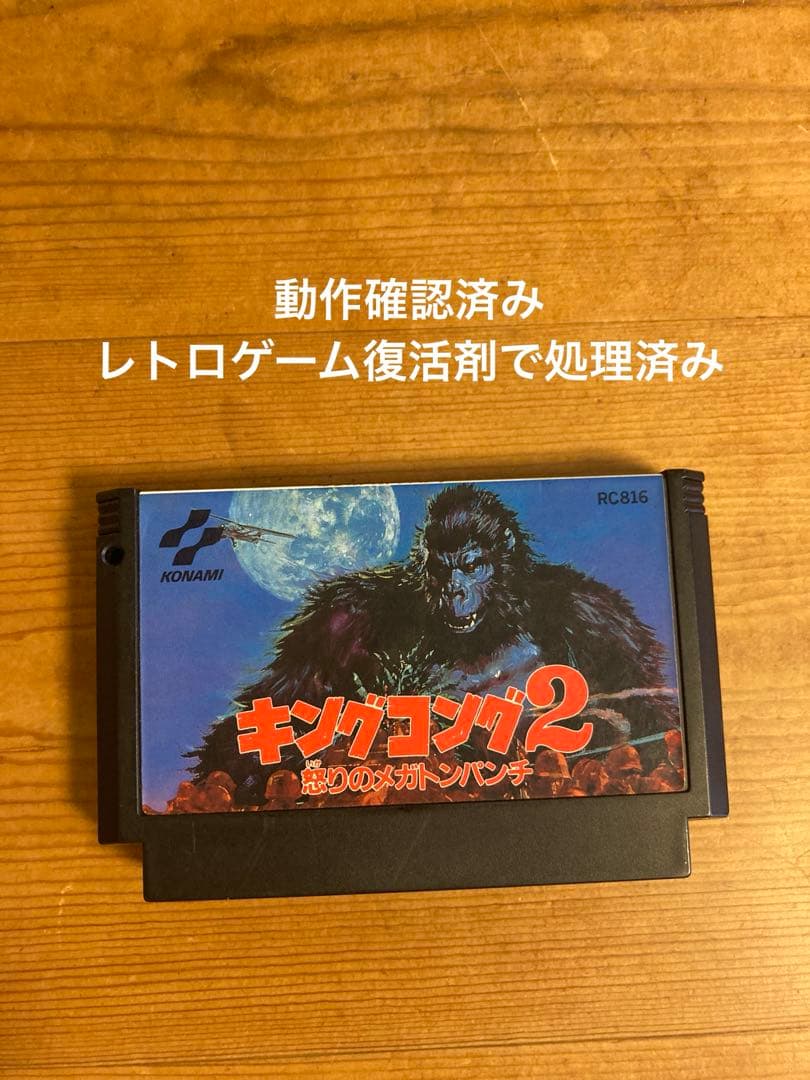 動作確認済み
レトロゲーム復活剤で処理済み
RC816
KONAMI
キングコング2
いか
怒りのメガトンパンチ